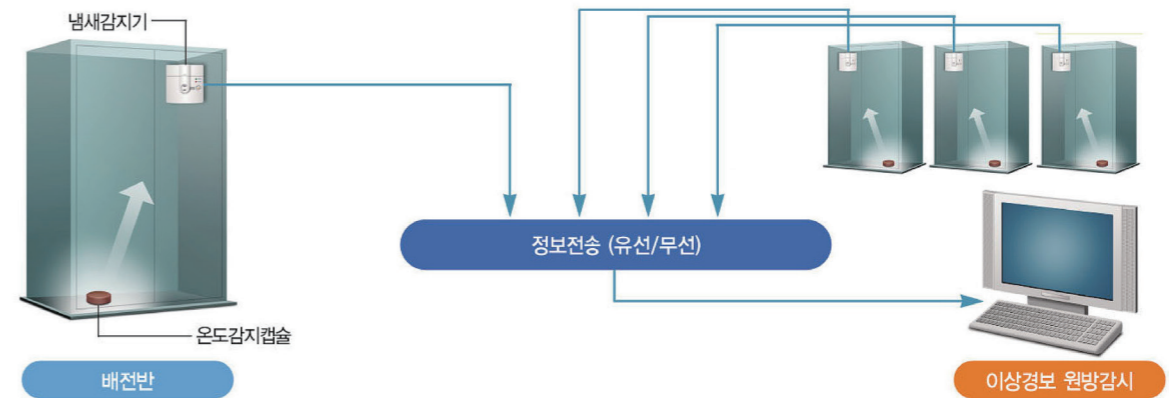 냄새감지기
정보전송 (유선/무선)
온도감지캡슐
배전반
이상경보 원방감시